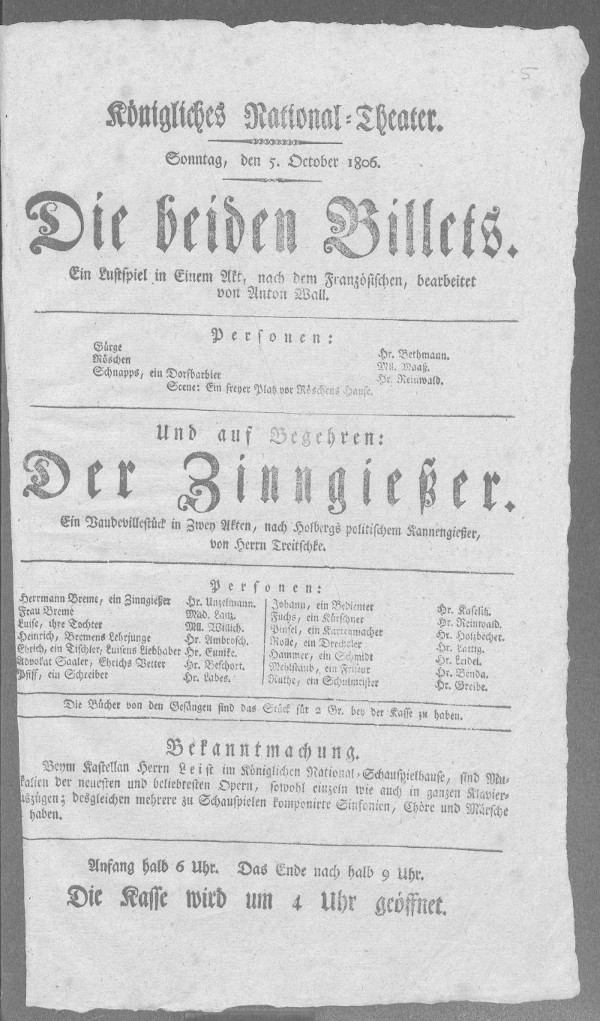 5
Königliches National-Theater.
Sonntag, den 5. October 1806.
Die beiden Billets.
Ein Lustspiel in Einem Akt, nach dem Französischen, bearbeitet
von Anton Wall.
Personen:
Gürge Hr. Bethmann.
Röschen Mll. Maaß.
Schnapps, ein Dorfbarbier Hr. Reinwald.
Scene: Ein freyer Platz vor Röschens Hause.
Und auf Begehren:
Der Zinngießer.
Ein Vaudevillestück in Zwey Akten, nach Holbergs politischem Kannengießer,
von Herrn Treitschke.
Personen:
Herrmann Breme, ein Zinngießer Hr. Unzelmann.
Frau Breme Mad. Lanz.
Luise, ihre Tochter Mll. Willich.
Heinrich, Bremens Lehrjunge Hr. Ambrosch.
Ehrich, ein Tischler, Luisens Liebhaber Hr. Eunike.
Advokat Saaler, Ehrichs Vetter Hr. Beschort.
Pfiff, ein Schreiber Hr. Labes.
Johann, ein Bedienter Hr. Kaselitz.
Fuchs, ein Kürschner Hr. Reinwald.
Pinsel, ein Kartenmacher Hr. Holzbecher.
Rolle, ein Drechsler Hr. Lattig.
Hammer, ein Schmidt Hr. Leidel.
Mehlstaub, ein Friseur Hr. Benda.
Ruthe, ein Schulmeister Hr. Greibe.
Die Bücher von den Gesängen sind das Stück für 2 Gr. bey der Kasse zu haben.
Bekanntmachung.
Beym Kastellan Herrn Leist im Königlichen National-Schauspielhause, sind Mu-
kalien der neuesten und beliebtesten Opern, sowohl einzeln wie auch in ganzen Klavier-
uszügen; desgleichen mehrere zu Schauspielen komponirte Sinfonien, Chöre und Märsche
haben.
Anfang halb 6 Uhr. Das Ende nach halb 9 Uhr.
Die Kasse wird um 4 Uhr geöffnet.